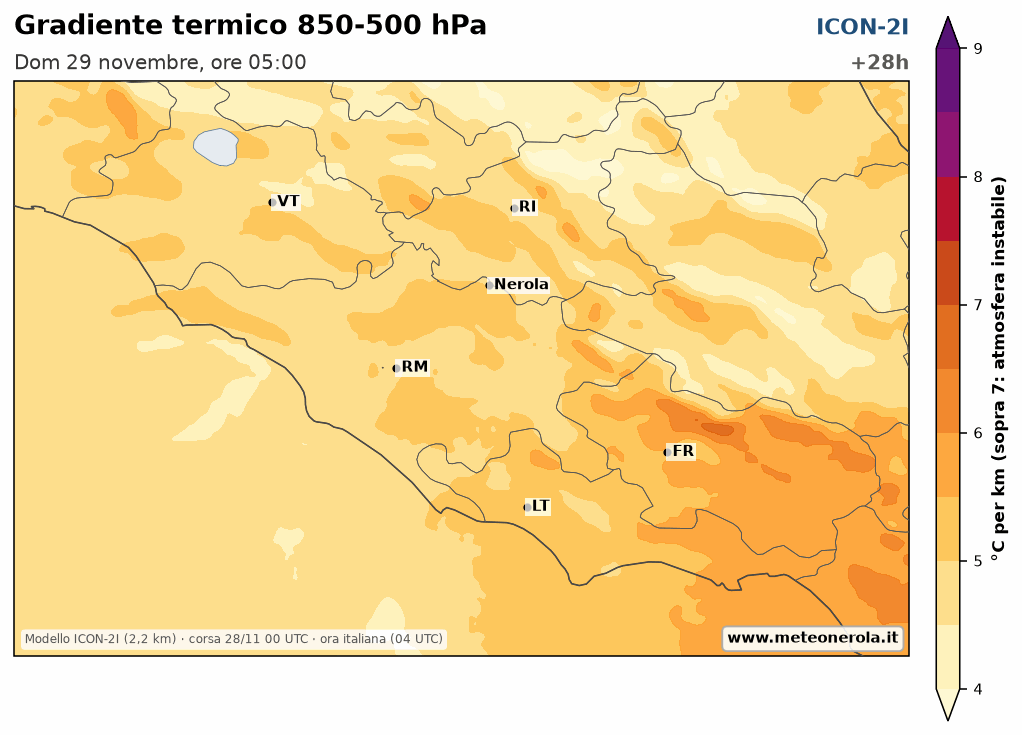 Gradiente termico 850-500 hPa
ICON-2I
Dom 29 novembre, ore 05:00
+28h
VT
RI
Nerola
RM
FR
LT
Modello ICON-2I (2,2 km) · corsa 28/11 00 UTC · ora italiana (04 UTC)
www.meteonerola.it
9
8
7
6
5
4
°C per km (sopra 7: atmosfera instabile)